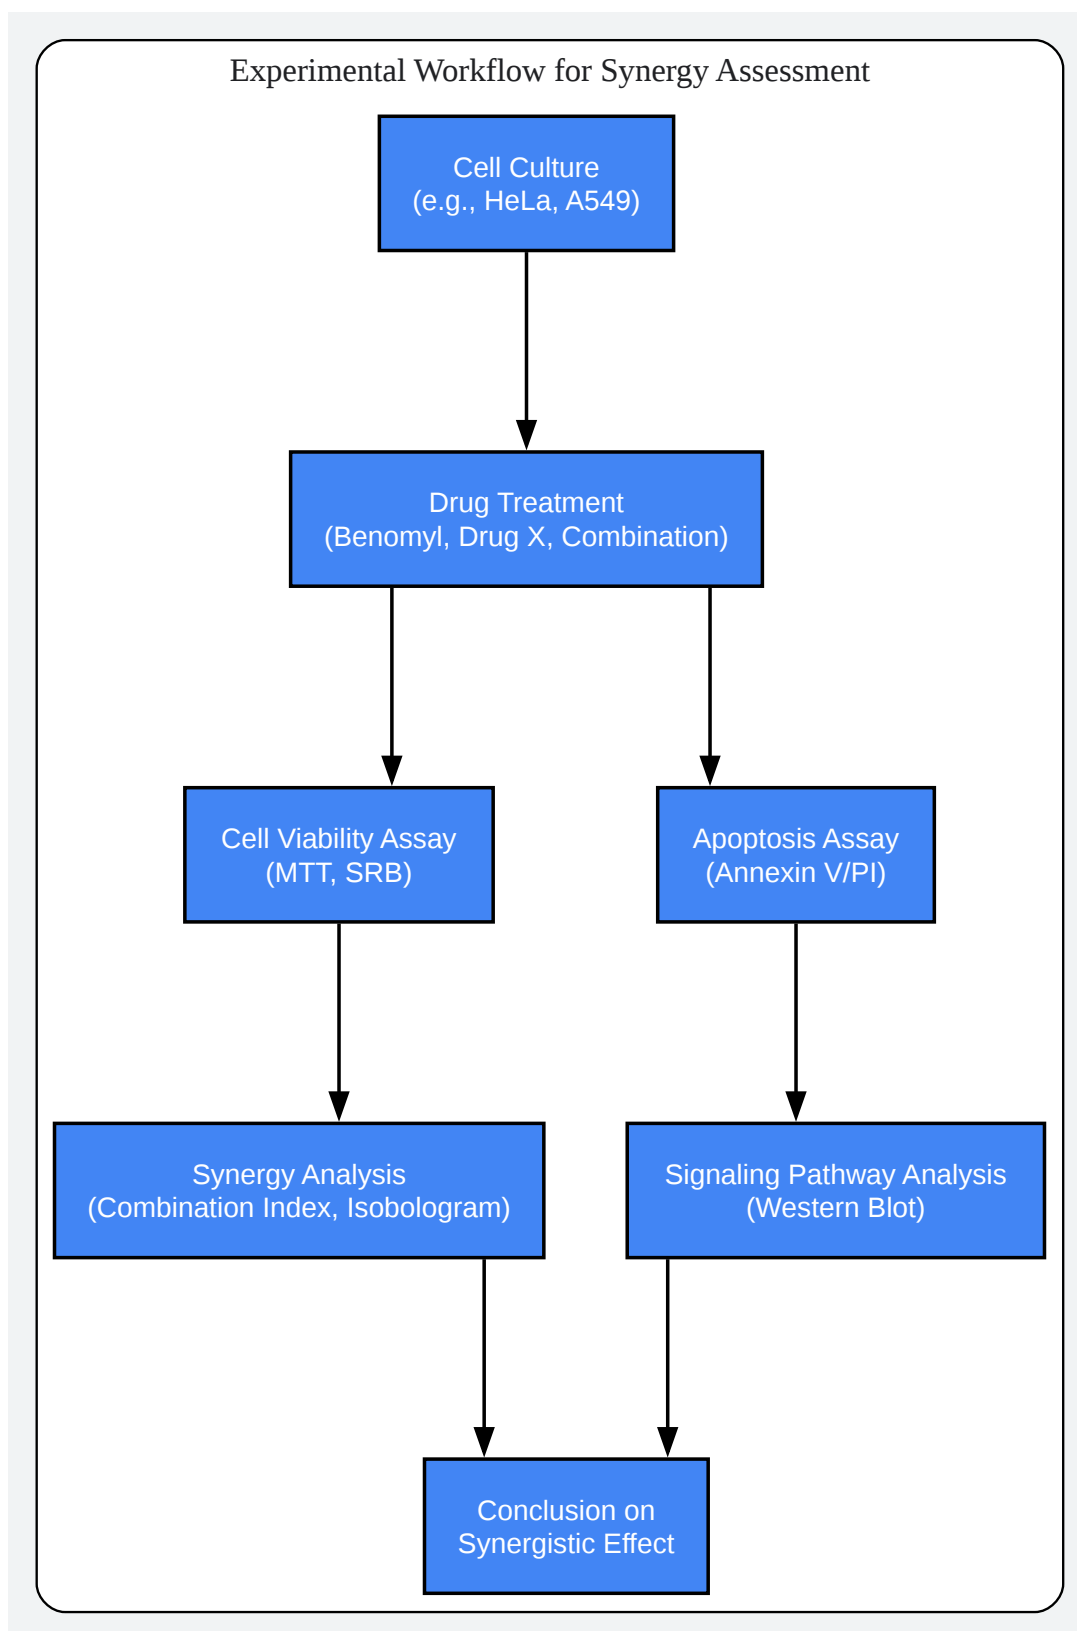 Experimental Workflow for Synergy Assessment
Cell Culture
(e.g., HeLa, A549)
Drug Treatment
(Benomyl, Drug X, Combination)
Cell Viability Assay
(MTT, SRB)
Apoptosis Assay
(Annexin V/PI)
Synergy Analysis
(Combination Index, Isobologram)
Signaling Pathway Analysis
(Western Blot)
Conclusion on
Synergistic Effect